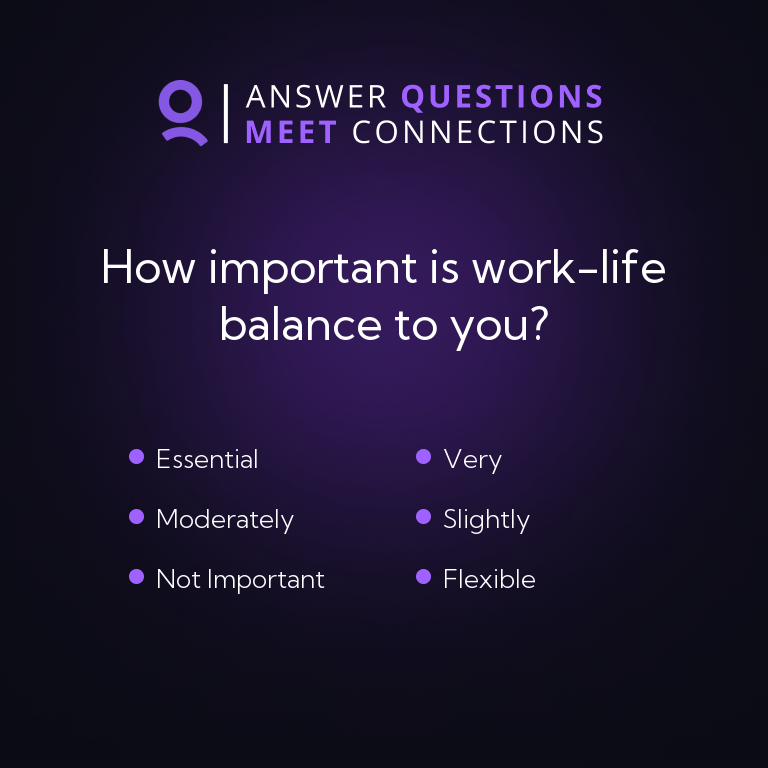 ANSWER QUESTIONS
MEET CONNECTIONS
How important is work-life
balance to you?
Essential
Very
Moderately
Slightly
Not Important
Flexible